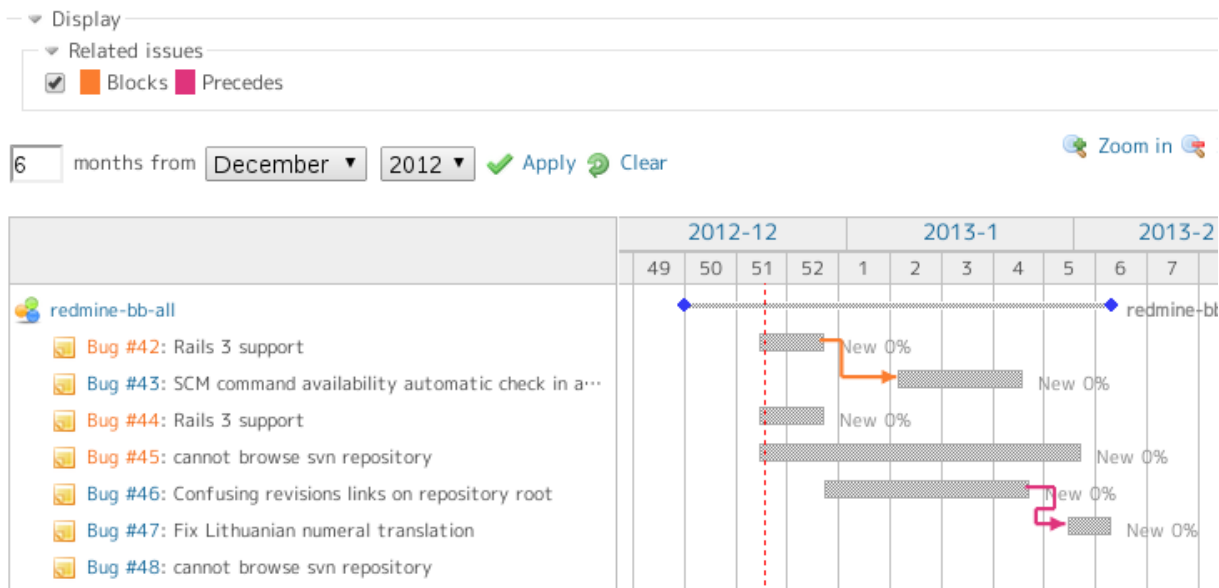 Display
Related issues
Blocks Precedes
6 months from December 2012 Apply Clear
Zoom in
2012-12 2013-1 2013-2
49 50 51 52 1 2 3 4 5 6 7
redmine-bb-all redmine-bb
Bug #42: Rails 3 support New 0%
Bug #43: SCM command availability automatic check in a… New 0%
Bug #44: Rails 3 support New 0%
Bug #45: cannot browse svn repository New 0%
Bug #46: Confusing revisions links on repository root New 0%
Bug #47: Fix Lithuanian numeral translation New 0%
Bug #48: cannot browse svn repository